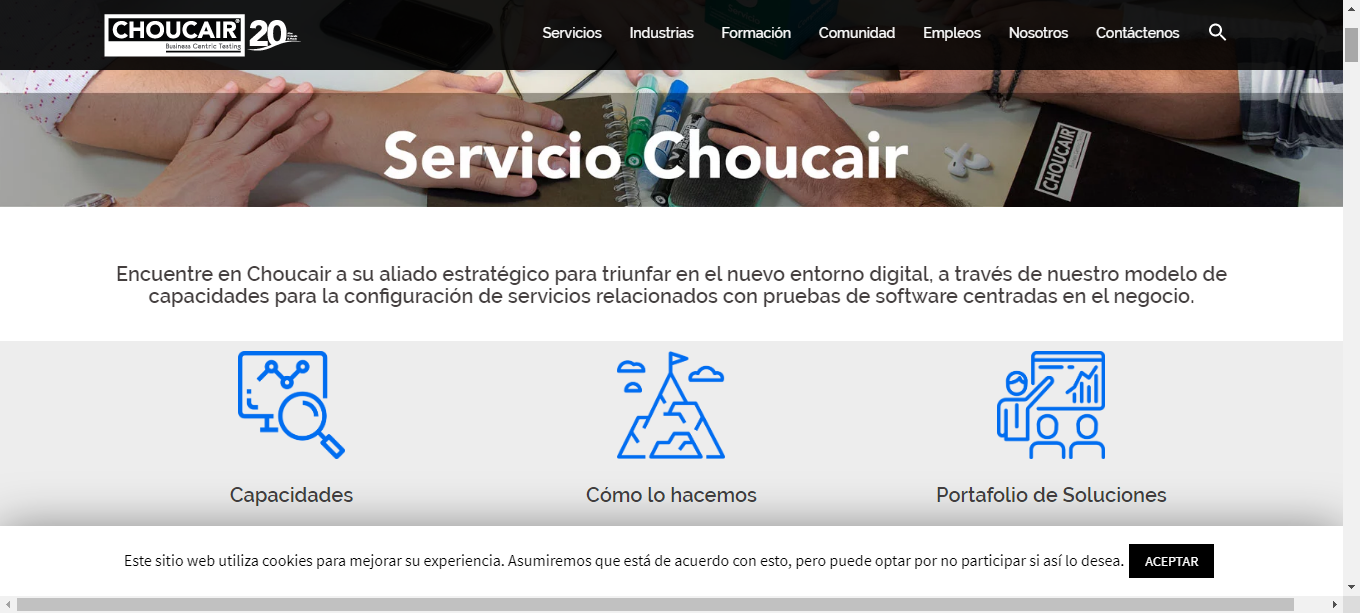 CHOUCAIR
Business Centric Testing
20
Servicios Industrias Formación Comunidad Empleos Nosotros Contáctenos
Servicio Choucair
CHOUCAIR
Encuentre en Choucair a su aliado estratégico para triunfar en el nuevo entorno digital, a través de nuestro modelo de
capacidades para la configuración de servicios relacionados con pruebas de software centradas en el negocio.
Capacidades Cómo lo hacemos Portafolio de Soluciones
Este sitio web utiliza cookies para mejorar su experiencia. Asumiremos que está de acuerdo con esto, pero puede optar por no participar si así lo desea. ACEPTAR